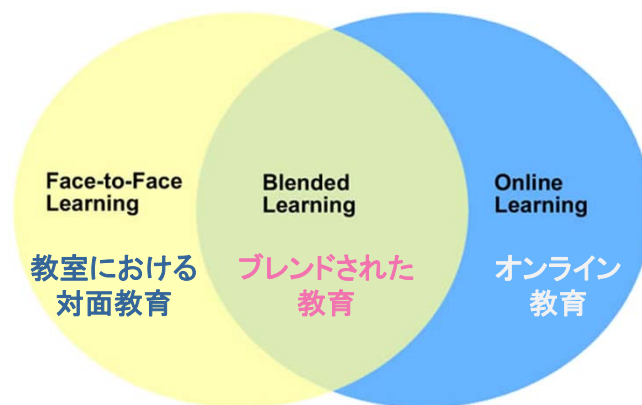 Face-to-Face
Learning
教室における
対面教育
Blended
Learning
ブレンドされた
教育
Online
Learning
オンライン
教育